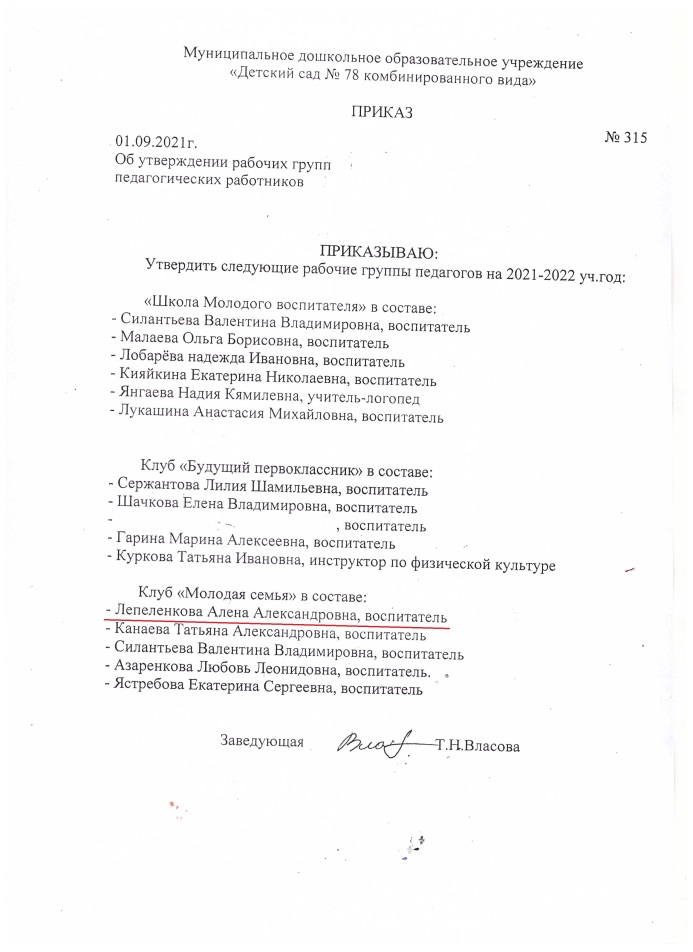 Муниципальное дошкольное образовательное учреждение
«Детский сад № 78 комбинированного вида»
ПРИКАЗ
01.09.2021г.
№ 315
Об утверждении рабочих групп
педагогических работников
ПРИКАЗЫВАЮ:
Утвердить следующие рабочие группы педагогов на 2021-2022 уч.год:
«Школа Молодого воспитателя» в составе:
- Силантьева Валентина Владимировна, воспитатель
- Малаева Ольга Борисовна, воспитатель
- Лобарёва надежда Ивановна, воспитатель
- Кияйкина Екатерина Николаевна, воспитатель
- Янгаева Надия Кямилевна, учитель-логопед
- Лукашина Анастасия Михайловна, воспитатель
Клуб «Будущий первоклассник» в составе:
- Сержантова Лилия Шамильевна, воспитатель
- Шачкова Елена Владимировна, воспитатель
- , воспитатель
- Гарина Марина Алексеевна, воспитатель
- Куркова Татьяна Ивановна, инструктор по физической культуре
Клуб «Молодая семья» в составе:
- Лепеленкова Алена Александровна, воспитатель
- Канаева Татьяна Александровна, воспитатель
- Силантьева Валентина Владимировна, воспитатель
- Азаренкова Любовь Леонидовна, воспитатель.
- Ястребова Екатерина Сергеевна, воспитатель
Заведующая Т.Н.Власова